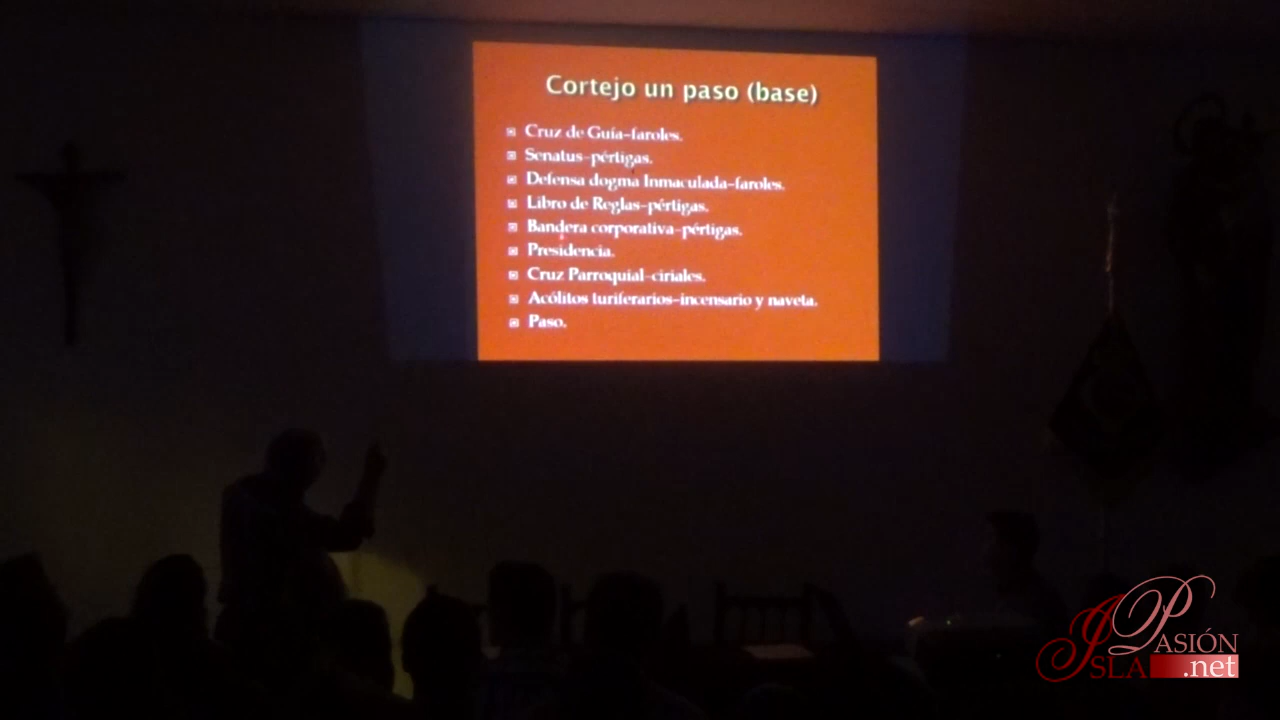 Cortejo un paso (base)
Cruz de Guía-faroles.
Senatus-pértigas.
Defensa dogma Inmaculada-faroles.
Libro de Reglas-pértigas.
Bandera corporativa-pértigas.
Presidencia.
Cruz Parroquial-ciriales.
Acólitos turiferarios-incensario y naveta.
Paso.
PASIÓN
ISLA .net